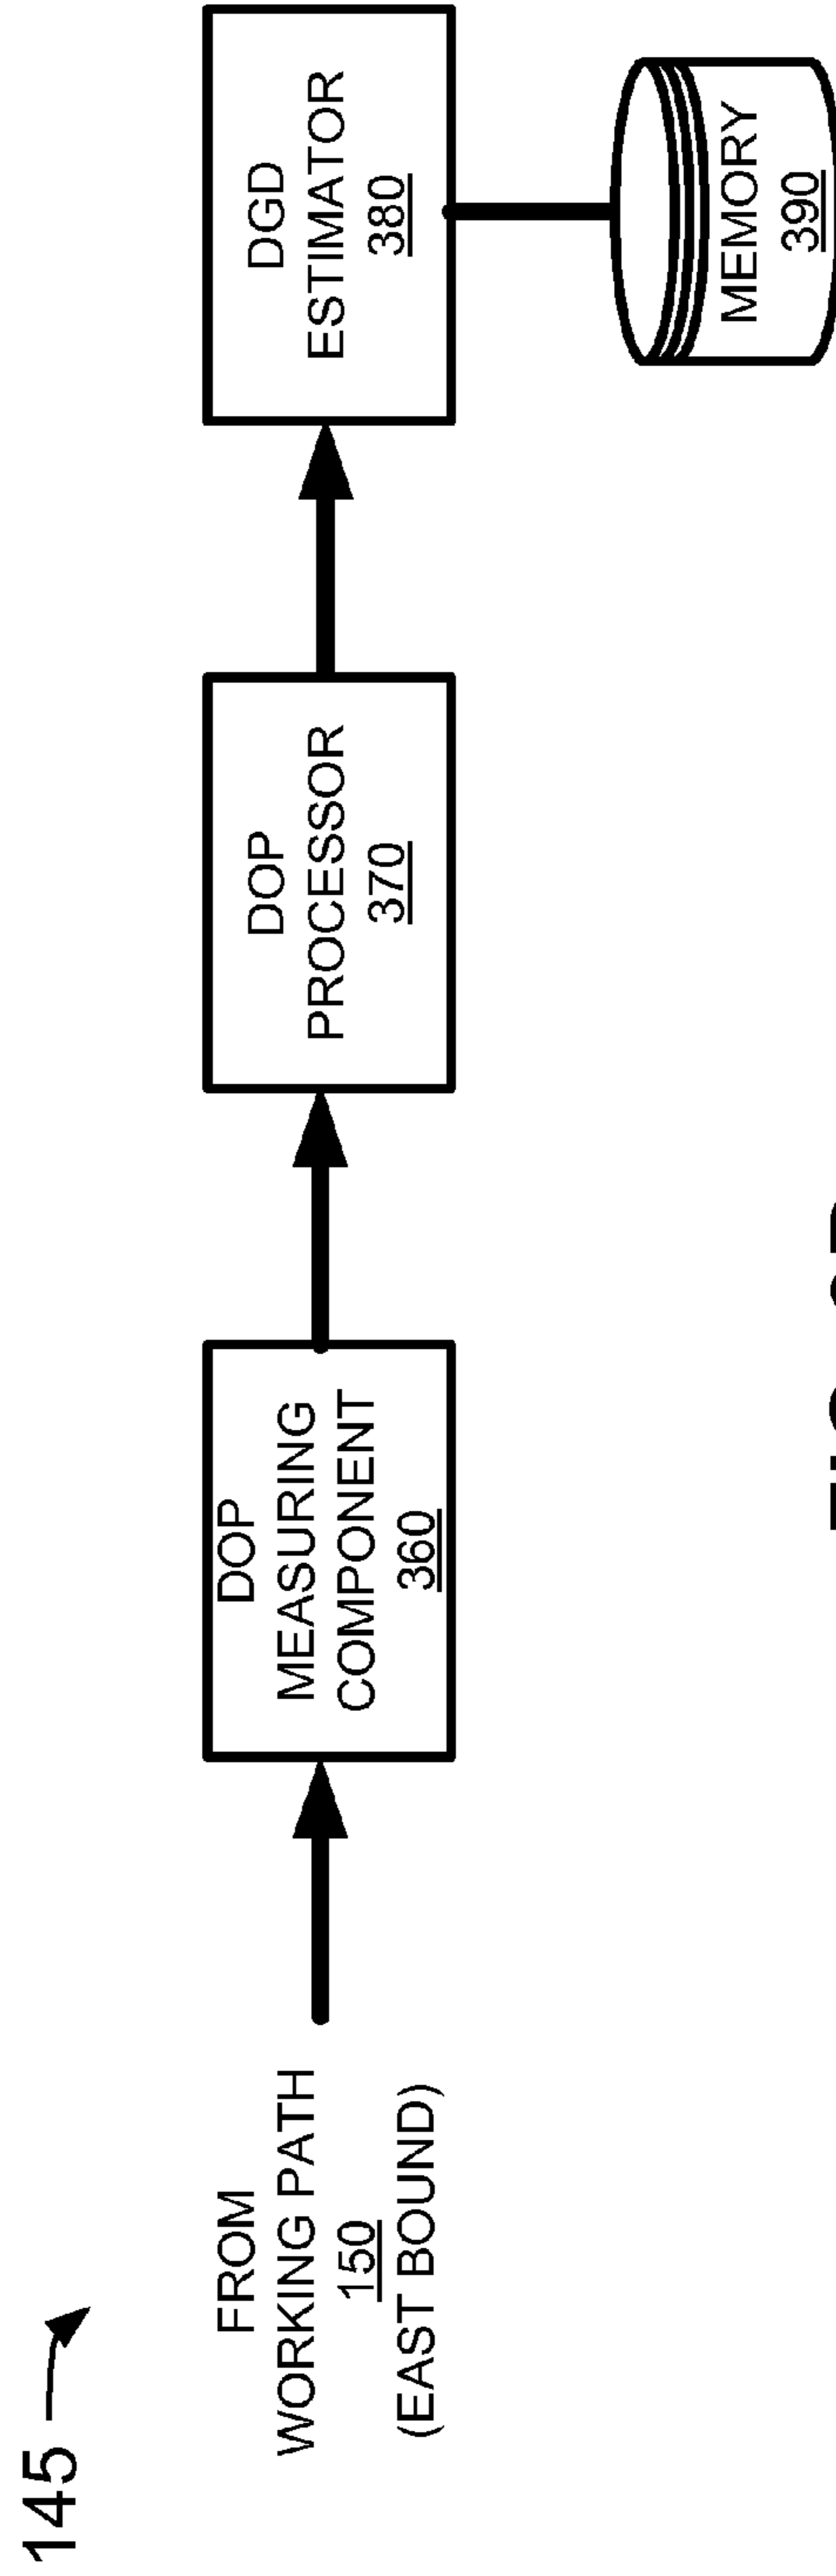 145
FROM
WORKING PATH
150
(EAST BOUND)
DOP
MEASURING
COMPONENT
360
DOP
PROCESSOR
370
DGD
ESTIMATOR
380
MEMORY
390